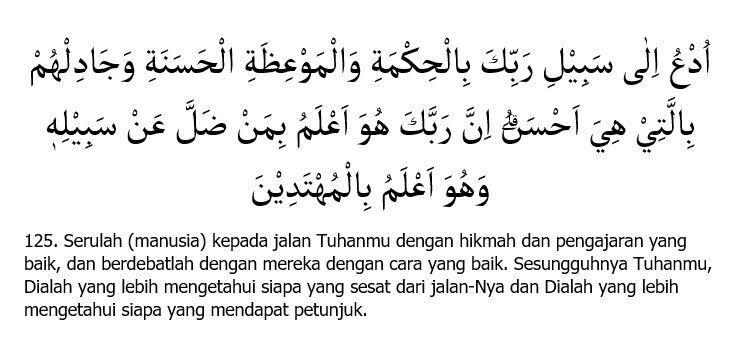 اُدْعُ اِلٰى سَبِيْلِ رَبِّكَ بِالْحِكْمَةِ وَالْمَوْعِظَةِ الْحَسَنَةِ وَجَادِلْهُمْ
بِالَّتِيْ هِيَ اَحْسَنُۗ اِنَّ رَبَّكَ هُوَ اَعْلَمُ بِمَنْ ضَلَّ عَنْ سَبِيْلِهٖ
وَهُوَ اَعْلَمُ بِالْمُهْتَدِيْنَ
125. Serulah (manusia) kepada jalan Tuhanmu dengan hikmah dan pengajaran yang
baik, dan berdebatlah dengan mereka dengan cara yang baik. Sesungguhnya Tuhanmu,
Dialah yang lebih mengetahui siapa yang sesat dari jalan-Nya dan Dialah yang lebih
mengetahui siapa yang mendapat petunjuk.